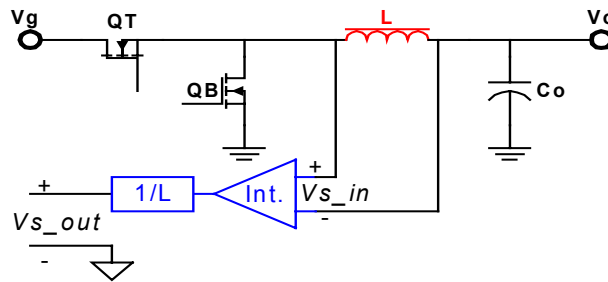 Vg
QT
L
Vo
QB
Co
+
1/L
Int.
Vs_in
-
+
Vs_out
-